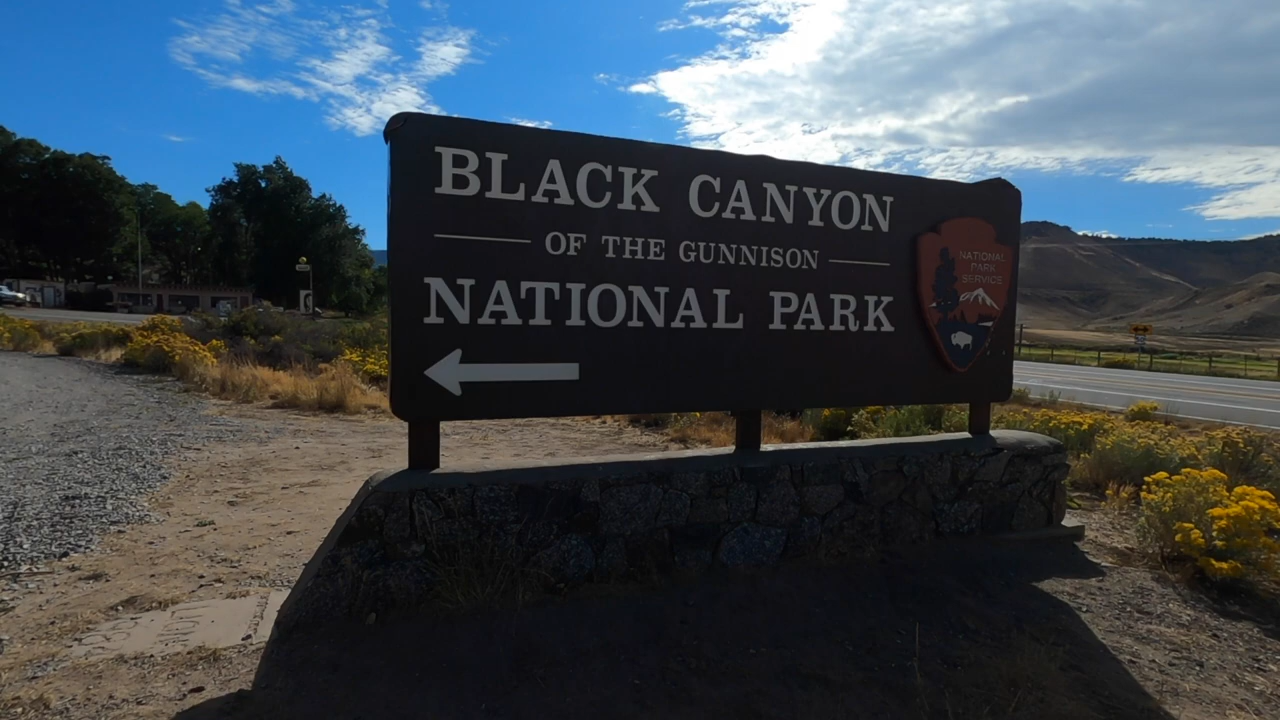 BLACK CANYON
OF THE GUNNISON
NATIONAL PARK
NATIONAL
PARK
SERVICE